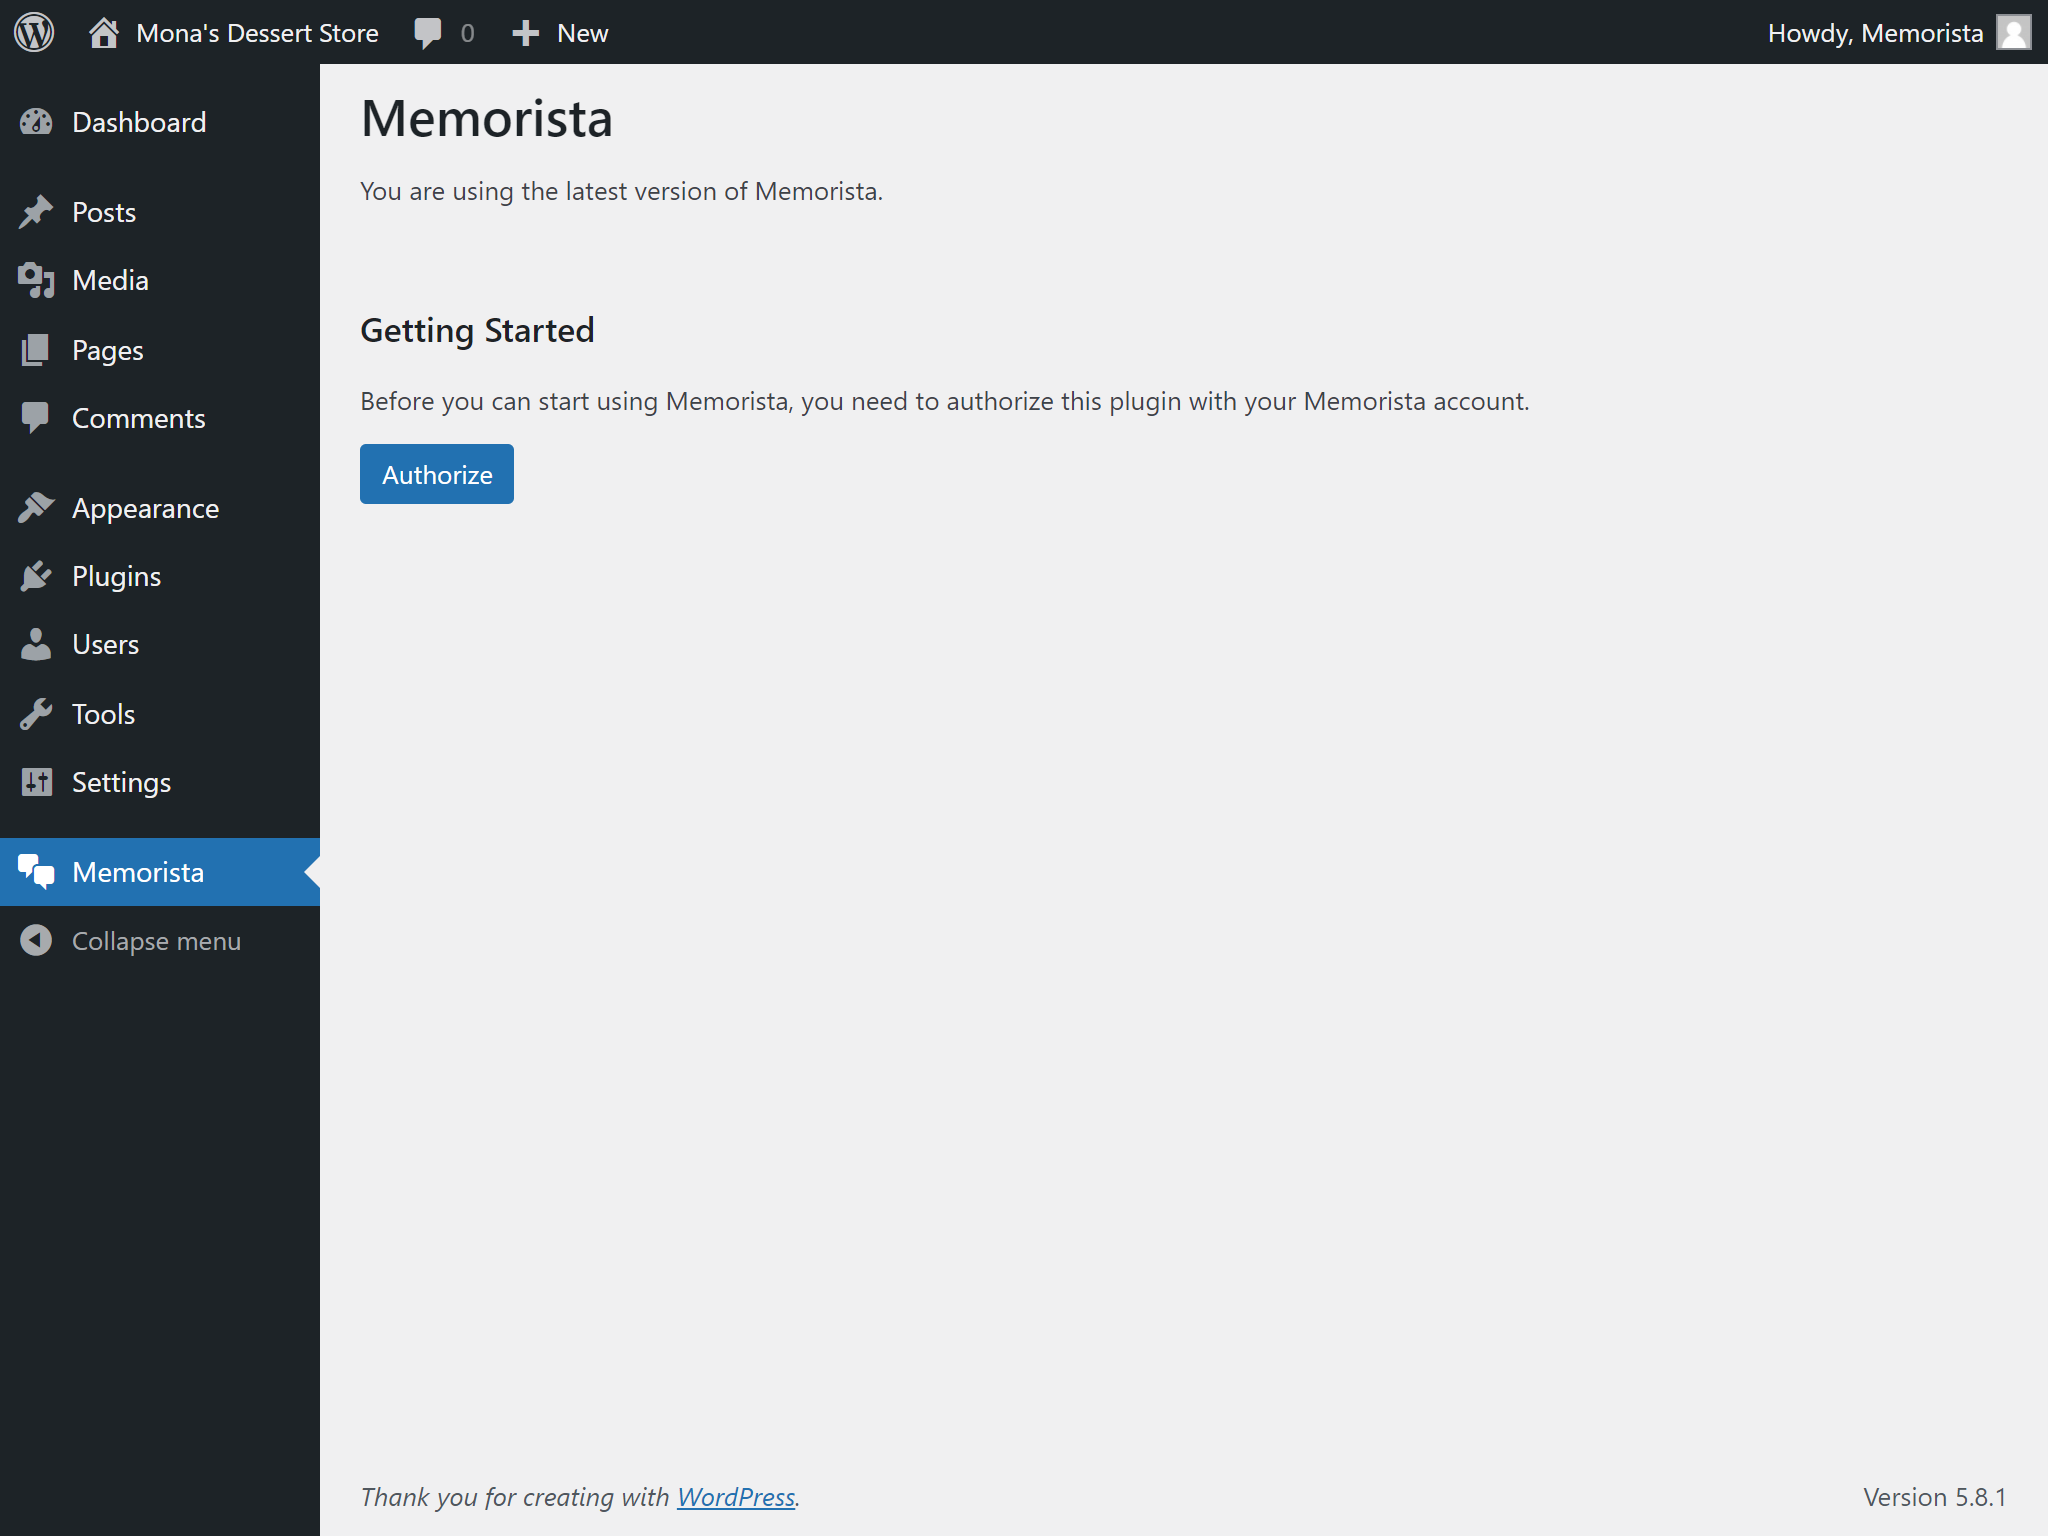 Mona's Dessert Store
0
New
Howdy, Memorista
Dashboard
Posts
Media
Pages
Comments
Appearance
Plugins
Users
Tools
Settings
Memorista
Collapse menu
Memorista
You are using the latest version of Memorista.
Getting Started
Before you can start using Memorista, you need to authorize this plugin with your Memorista account.
Authorize
Thank you for creating with WordPress.
Version 5.8.1